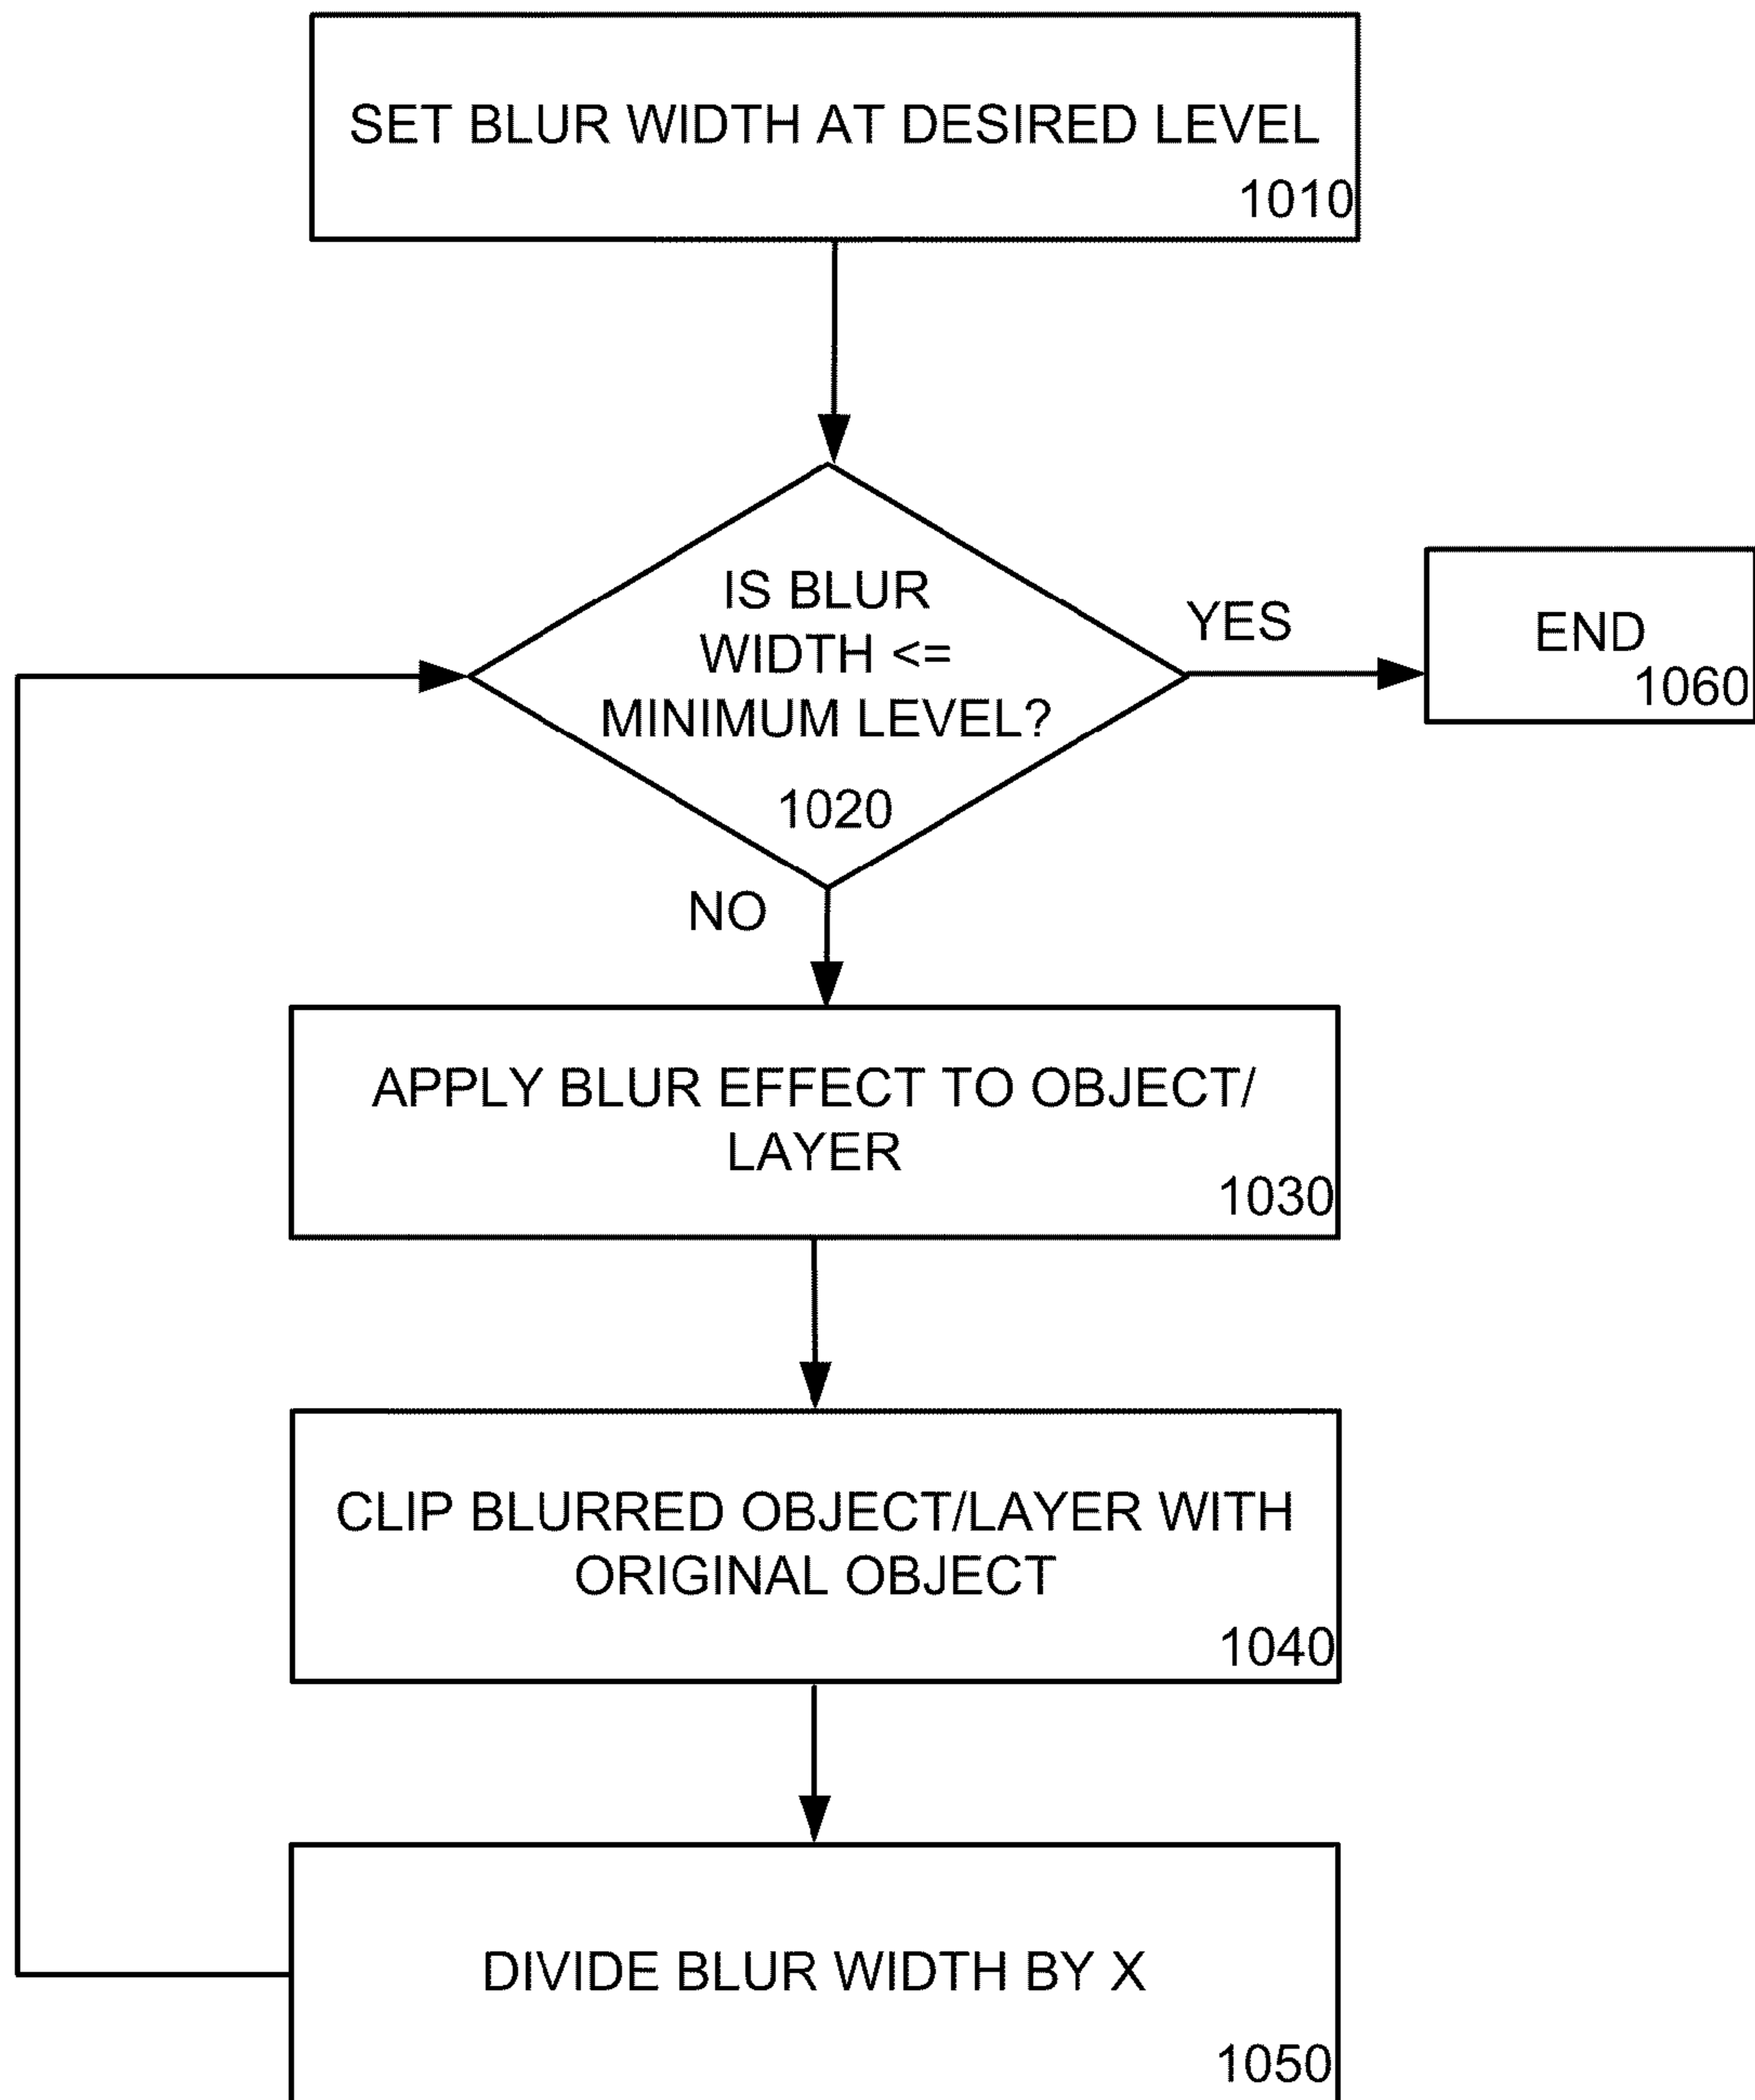 SET BLUR WIDTH AT DESIRED LEVEL
1010
IS BLUR
WIDTH <=
MINIMUM LEVEL?
1020
YES
END
1060
NO
APPLY BLUR EFFECT TO OBJECT/
LAYER
1030
CLIP BLURRED OBJECT/LAYER WITH
ORIGINAL OBJECT
1040
DIVIDE BLUR WIDTH BY X
1050